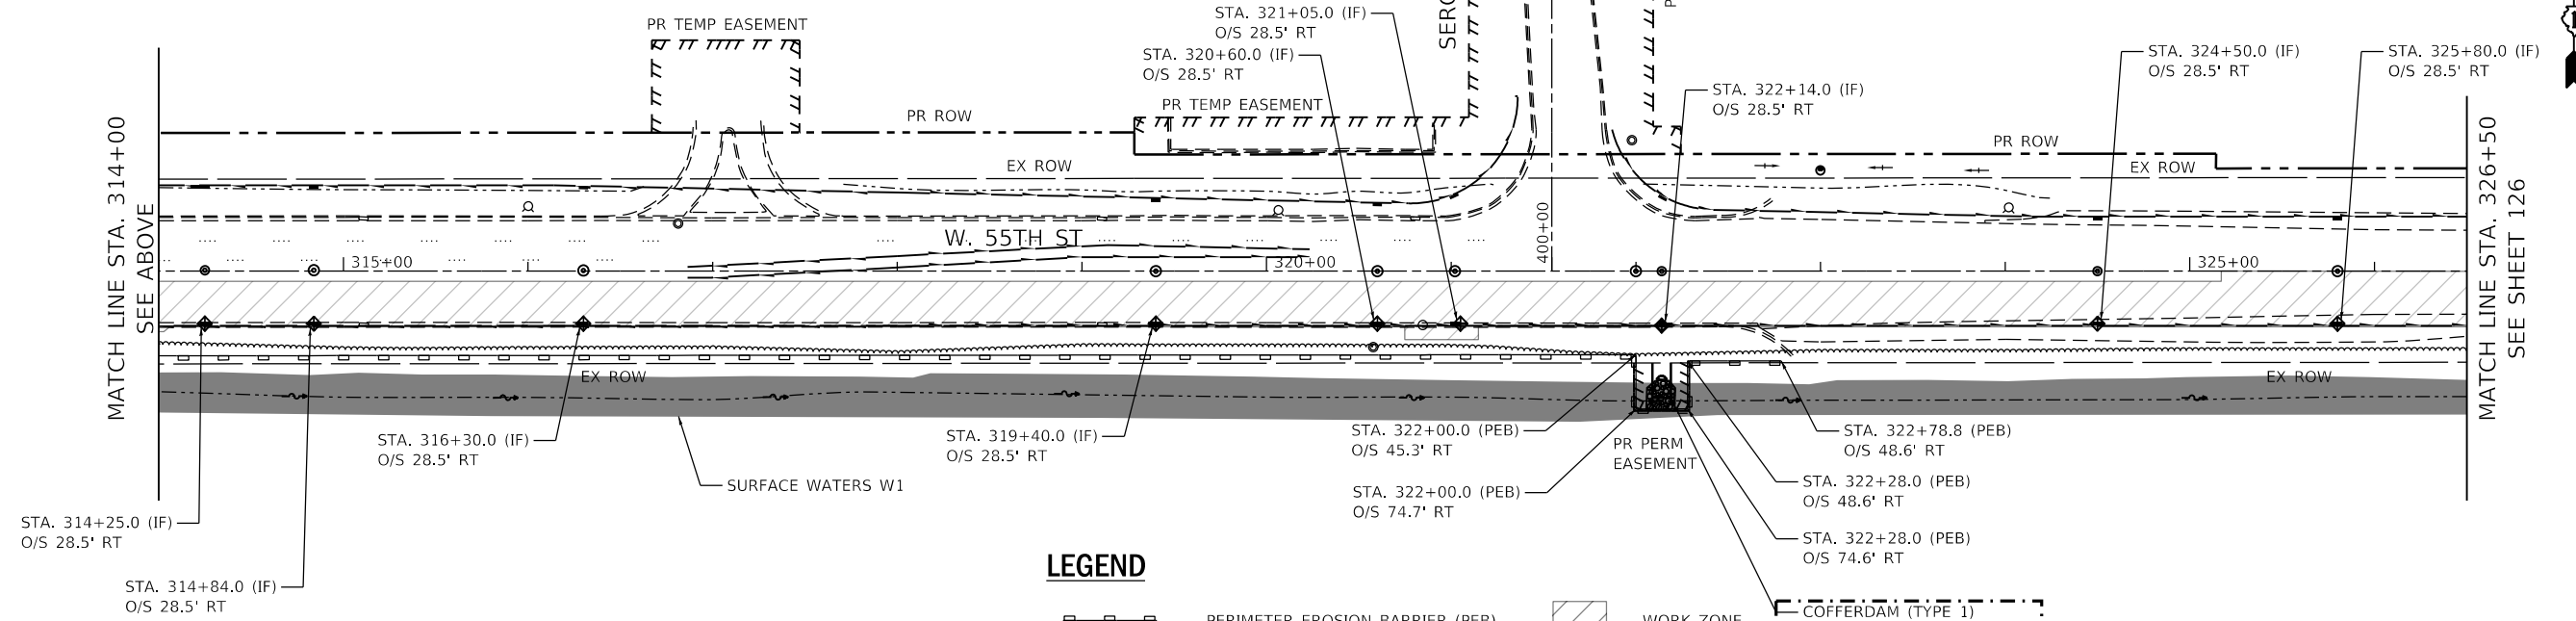 PR TEMP EASEMENT
STA. 321+05.0 (IF)
O/S 28.5' RT
STA. 320+60.0 (IF)
O/S 28.5' RT
STA. 324+50.0 (IF)
O/S 28.5' RT
STA. 325+80.0 (IF)
O/S 28.5' RT
STA. 322+14.0 (IF)
O/S 28.5' RT
PR TEMP EASEMENT
PR ROW
PR ROW
EX ROW
EX ROW
MATCH LINE STA. 314+00
SEE ABOVE
W. 55TH ST
400+00
315+00
320+00
325+00
MATCH LINE STA. 326+50
SEE SHEET 126
EX ROW
EX ROW
STA. 316+30.0 (IF)
O/S 28.5' RT
STA. 319+40.0 (IF)
O/S 28.5' RT
STA. 322+00.0 (PEB)
O/S 45.3' RT
PR PERM
EASEMENT
STA. 322+78.8 (PEB)
O/S 48.6' RT
SURFACE WATERS W1
STA. 322+00.0 (PEB)
O/S 74.7' RT
STA. 322+28.0 (PEB)
O/S 48.6' RT
STA. 314+25.0 (IF)
O/S 28.5' RT
STA. 322+28.0 (PEB)
O/S 74.6' RT
STA. 314+84.0 (IF)
O/S 28.5' RT
LEGEND
PERIMETER EROSION BARRIER (PEB)
WORK ZONE
COFFERDAM (TYPE 1)